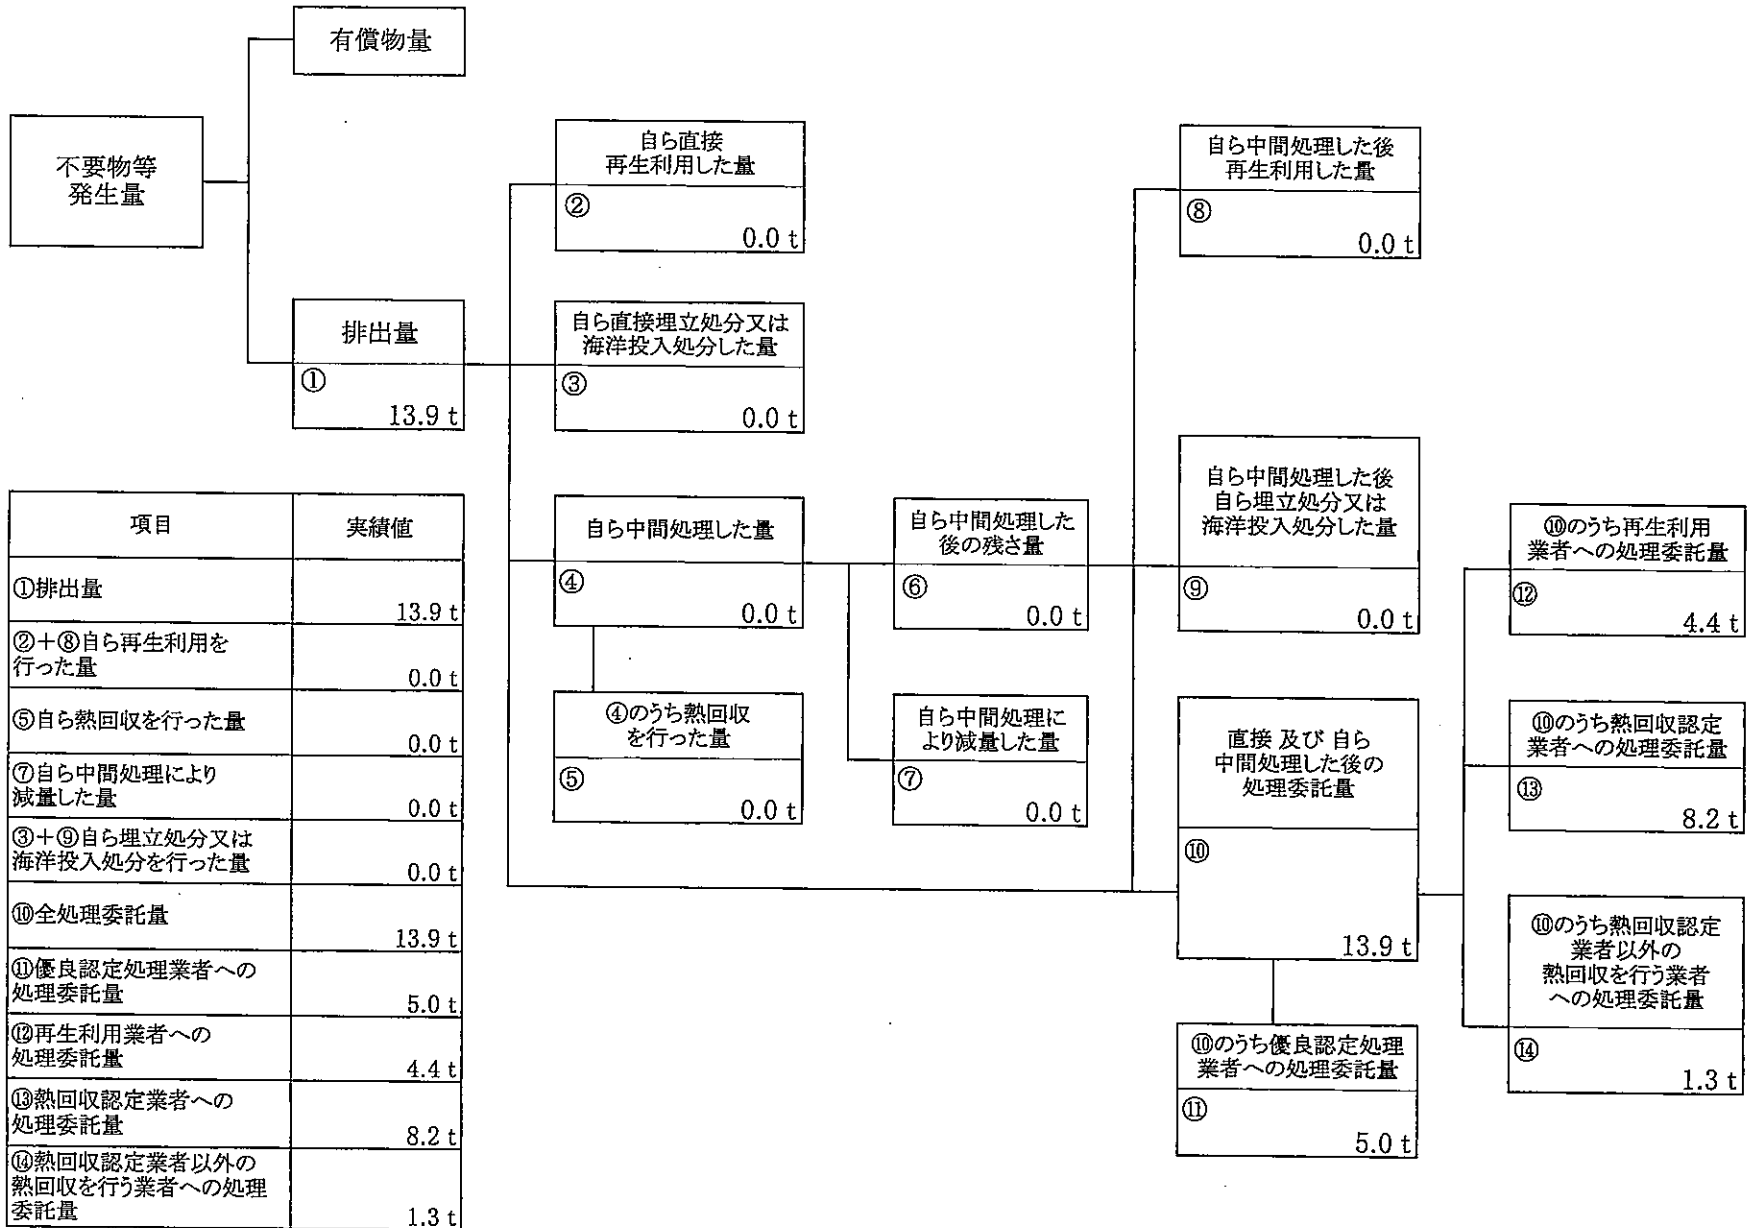 有償物量
不要物等
発生量
排出量
①
13.9 t
自ら直接
再生利用した量
②
0.0 t
自ら直接埋立処分又は
海洋投入処分した量
③
0.0 t
自ら中間処理した量
④
0.0 t
④のうち熱回収
を行った量
⑤
0.0 t
自ら中間処理した
後の残さ量
⑥
0.0 t
自ら中間処理に
より減量した量
⑦
0.0 t
自ら中間処理した後
再生利用した量
⑧
0.0 t
自ら中間処理した後
自ら埋立処分又は
海洋投入処分した量
⑨
0.0 t
直接 及び 自ら
中間処理した後の
処理委託量
⑩
13.9 t
⑩のうち優良認定処理
業者への処理委託量
⑪
5.0 t
⑩のうち再生利用
業者への処理委託量
⑫
4.4 t
⑩のうち熱回収認定
業者への処理委託量
⑬
8.2 t
⑩のうち熱回収認定
業者以外の
熱回収を行う業者
への処理委託量
⑭
1.3 t
項目 実績値
①排出量
13.9 t
②+⑧自ら再生利用を
行った量
0.0 t
⑤自ら熱回収を行った量
0.0 t
⑦自ら中間処理により
減量した量
0.0 t
③+⑨自ら埋立処分又は
海洋投入処分を行った量
0.0 t
⑩全処理委託量
13.9 t
⑪優良認定処理業者への
処理委託量
5.0 t
⑫再生利用業者への
処理委託量
4.4 t
⑬熱回収認定業者への
処理委託量
8.2 t
⑭熱回収認定業者以外の
熱回収を行う業者への処理
委託量
1.3 t